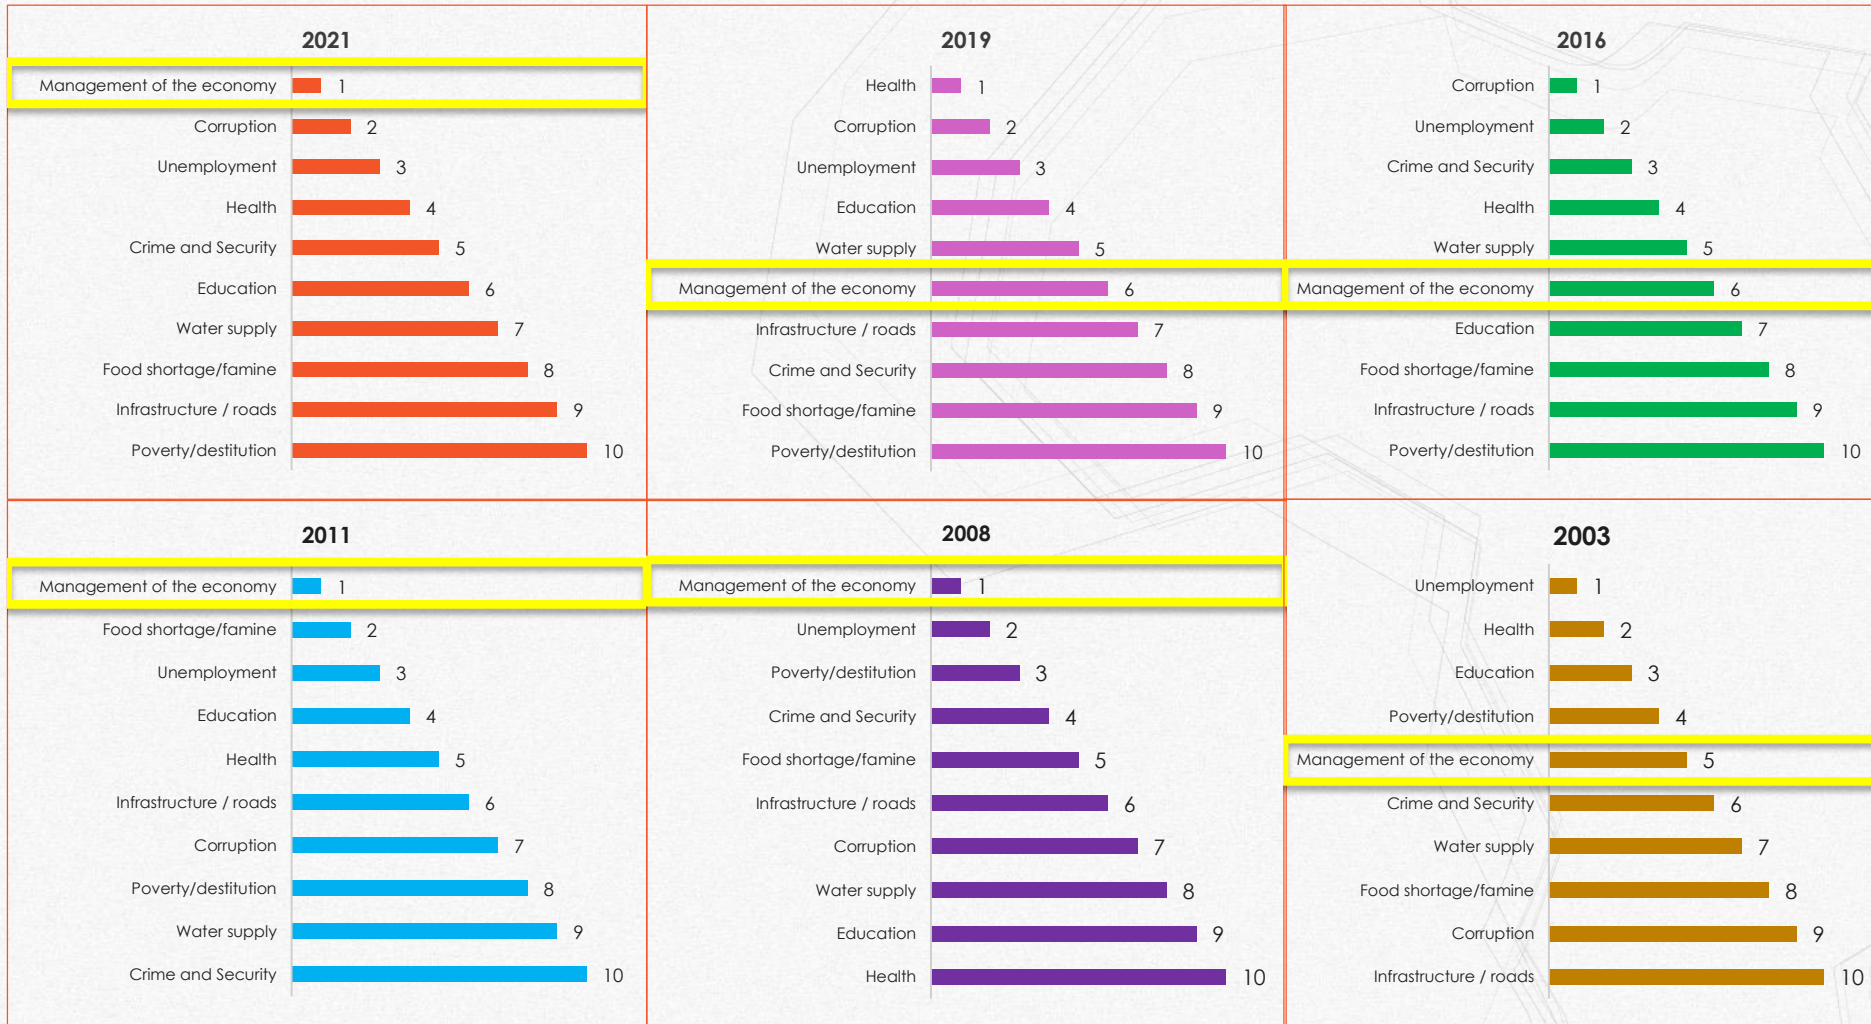 2021
Management of the economy 1
Corruption 2
Unemployment 3
Health 4
Crime and Security 5
Education 6
Water supply 7
Food shortage/famine 8
Infrastructure / roads 9
Poverty/destitution 10
2019
Health 1
Corruption 2
Unemployment 3
Education 4
Water supply 5
Management of the economy 6
Infrastructure / roads 7
Crime and Security 8
Food shortage/famine 9
Poverty/destitution 10
2016
Corruption 1
Unemployment 2
Crime and Security 3
Health 4
Water supply 5
Management of the economy 6
Education 7
Food shortage/famine 8
Infrastructure / roads 9
Poverty/destitution 10
2011
Management of the economy 1
Food shortage/famine 2
Unemployment 3
Education 4
Health 5
Infrastructure / roads 6
Corruption 7
Poverty/destitution 8
Water supply 9
Crime and Security 10
2008
Management of the economy 1
Unemployment 2
Poverty/destitution 3
Crime and Security 4
Food shortage/famine 5
Infrastructure / roads 6
Corruption 7
Water supply 8
Education 9
Health 10
2003
Unemployment 1
Health 2
Education 3
Poverty/destitution 4
Management of the economy 5
Crime and Security 6
Water supply 7
Food shortage/famine 8
Corruption 9
Infrastructure / roads 10